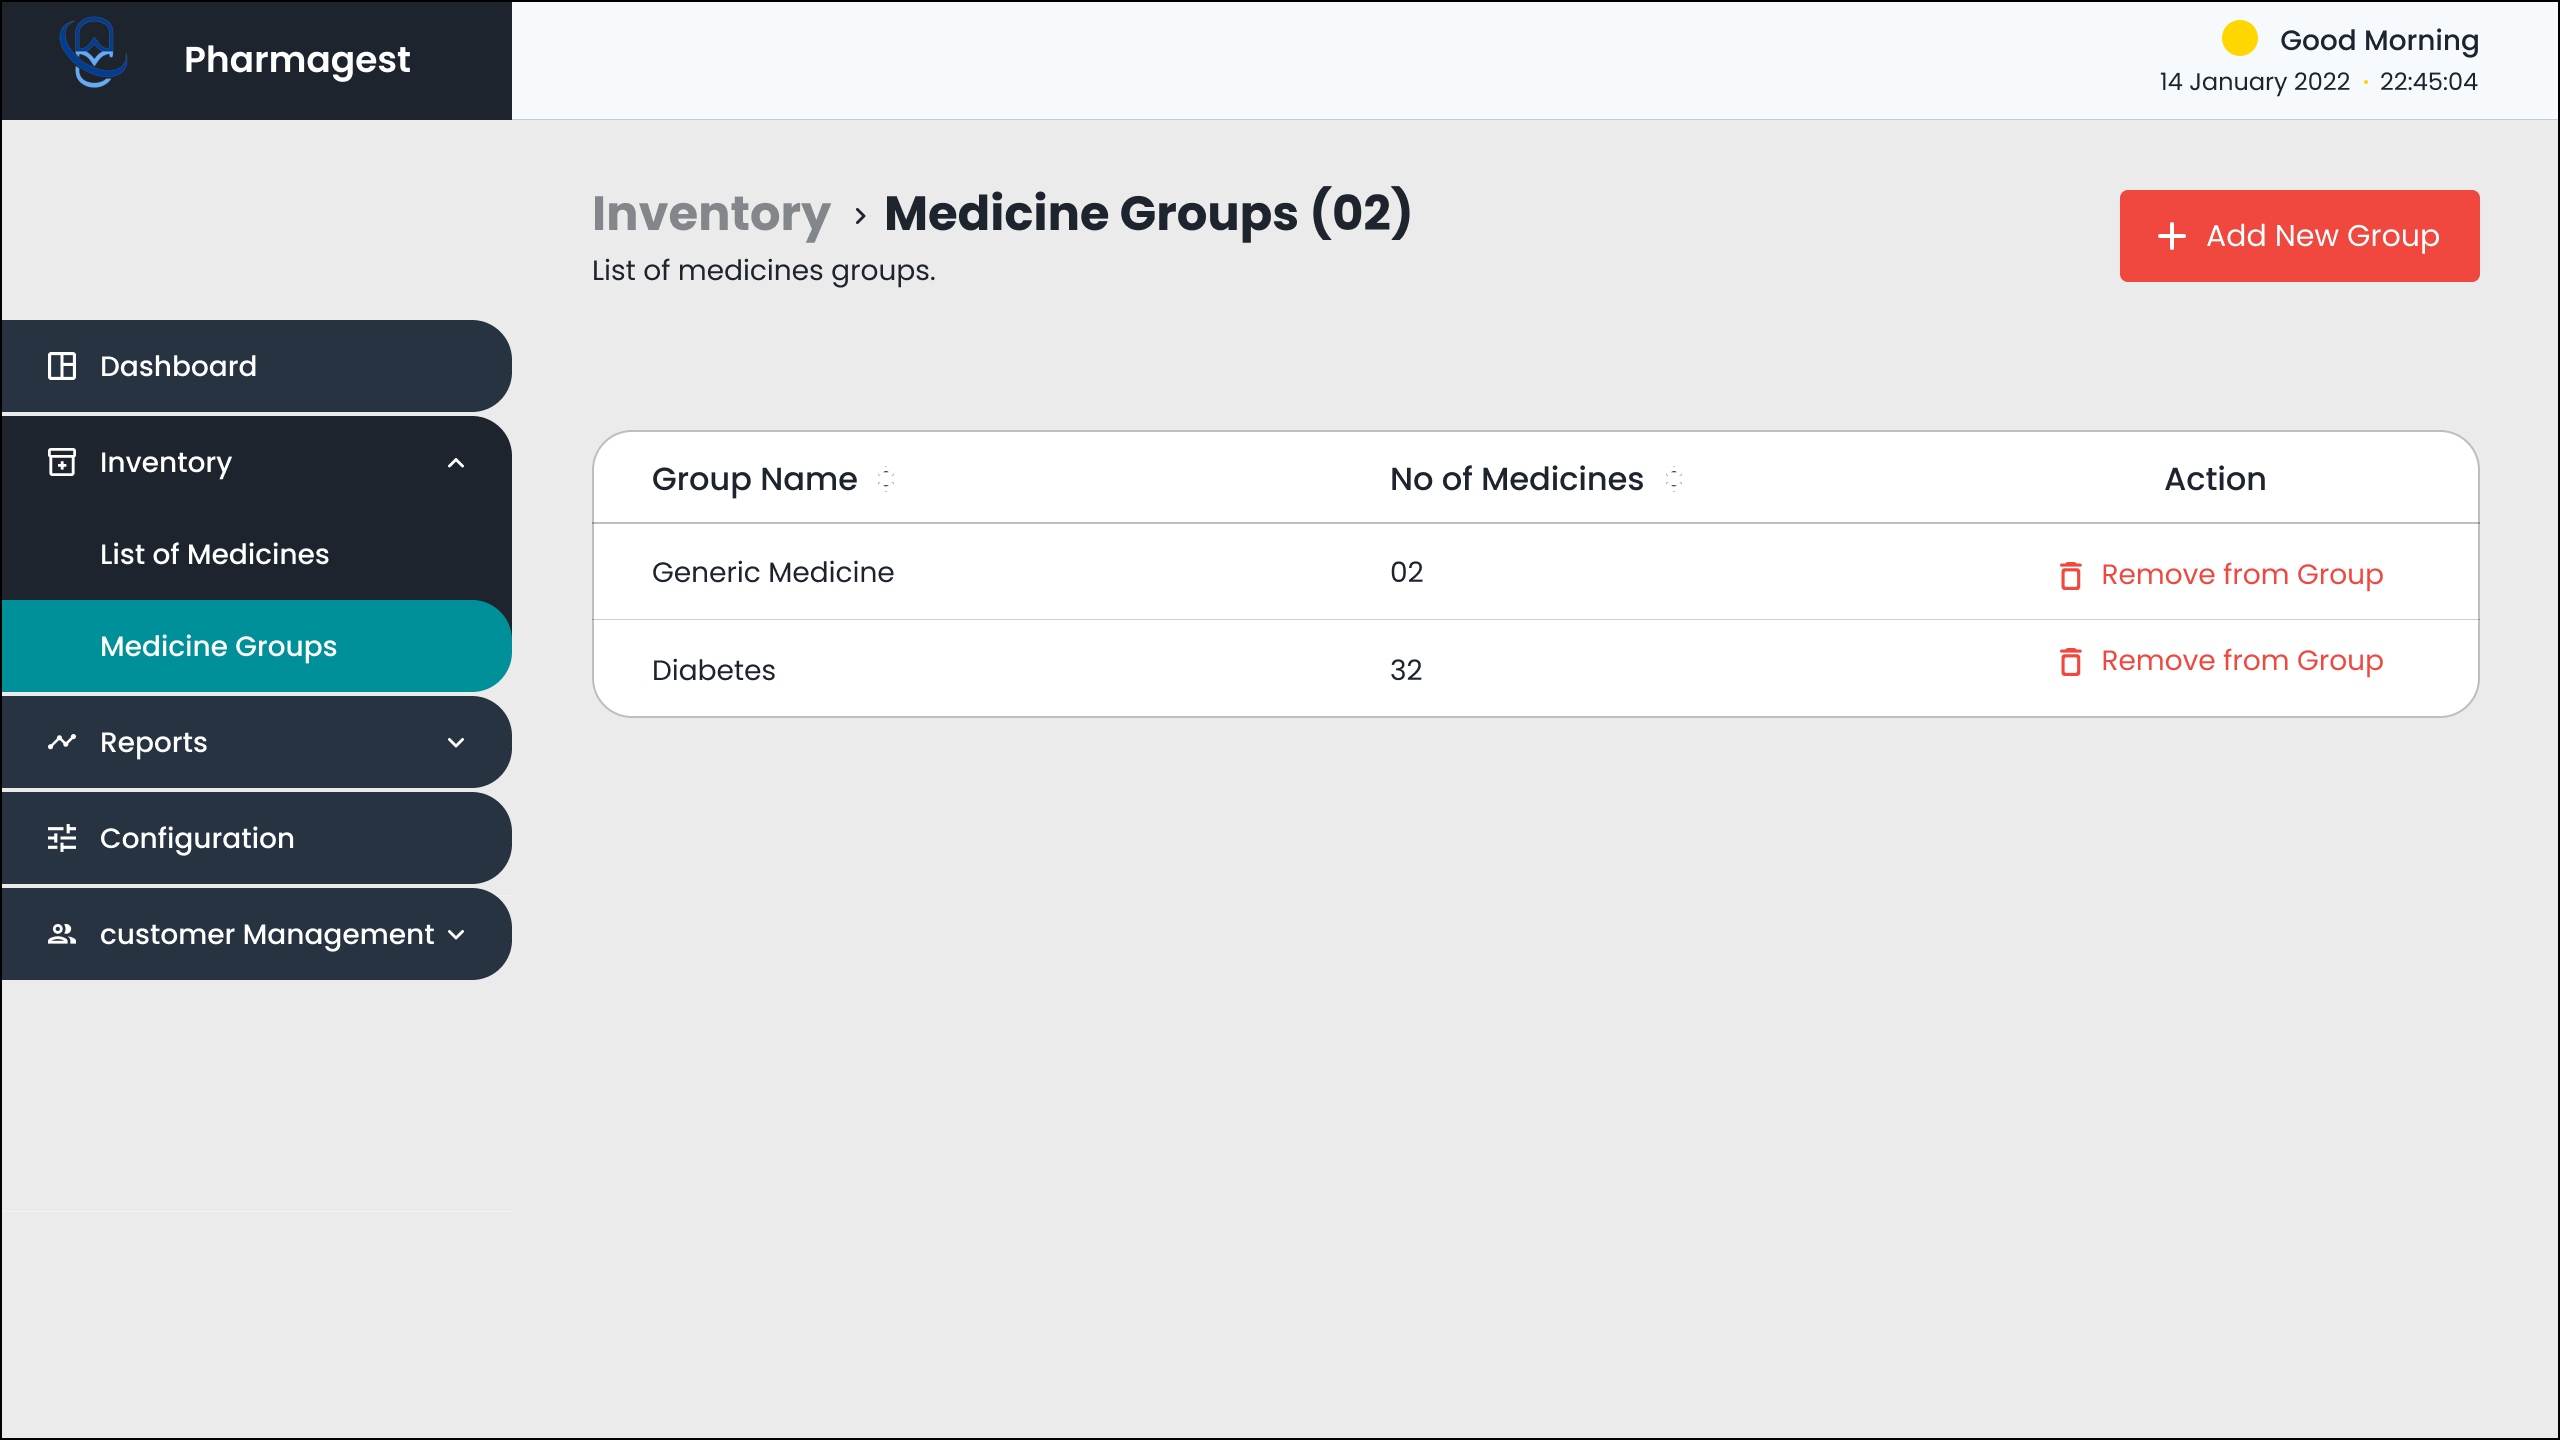 Pharmagest
Good Morning
14 January 2022 · 22:45:04
Inventory › Medicine Groups (02)
List of medicines groups.
+ Add New Group
Dashboard
Inventory
List of Medicines
Medicine Groups
Reports
Configuration
customer Management
Group Name No of Medicines Action
Generic Medicine 02 Remove from Group
Diabetes 32 Remove from Group